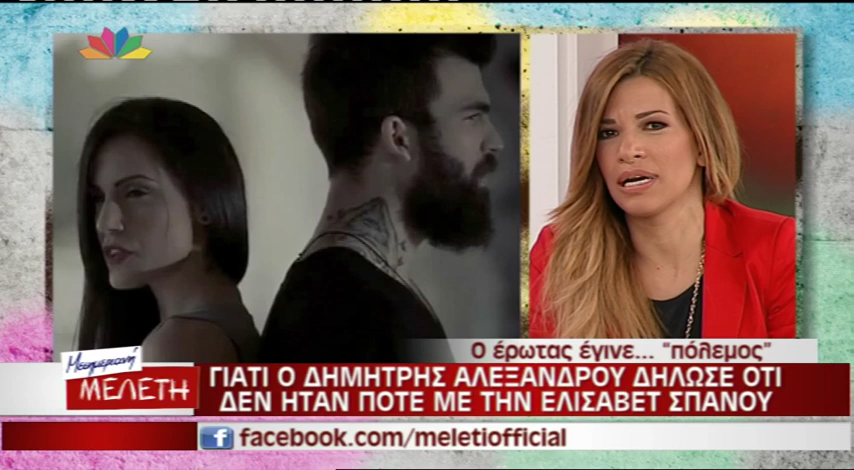 Ο έρωτας έγινε... "πόλεμος"
Μεσημεριανή
ΜΕΛΕΤΗ
ΓΙΑΤΙ Ο ΔΗΜΗΤΡΗΣ ΑΛΕΞΑΝΔΡΟΥ ΔΗΛΩΣΕ ΟΤΙ
ΔΕΝ ΗΤΑΝ ΠΟΤΕ ΜΕ ΤΗΝ ΕΛΙΣΑΒΕΤ ΣΠΑΝΟΥ
f facebook.com/meletiofficial